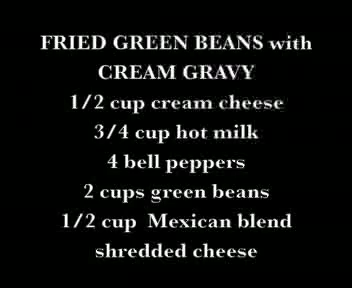 FRIED GREEN BEANS with
CREAM GRAVY
1/2 cup cream cheese
3/4 cup hot milk
4 bell peppers
2 cups green beans
1/2 cup Mexican blend
shredded cheese